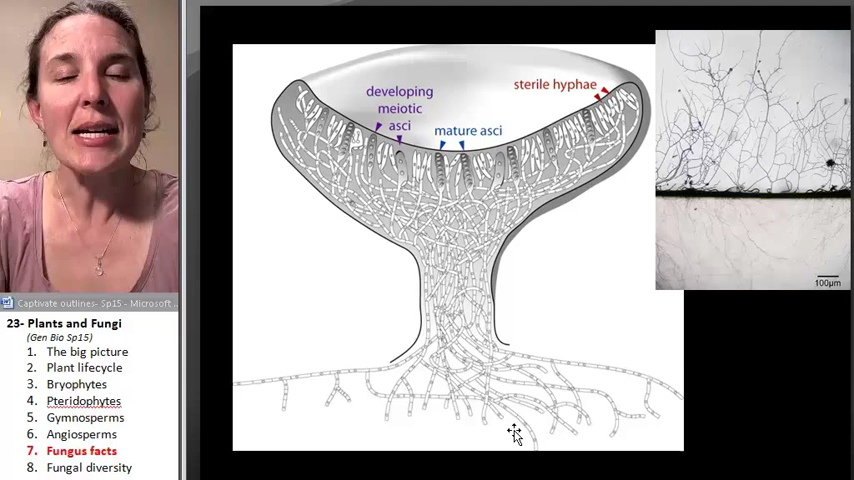 developing
meiotic
asci
mature asci
sterile hyphae
100µm
Captivate outlines- Sp15 - Microsoft ...
23- Plants and Fungi
(Gen Bio Sp15)
1. The big picture
2. Plant lifecycle
3. Bryophytes
4. Pteridophytes
5. Gymnosperms
6. Angiosperms
7. Fungus facts
8. Fungal diversity